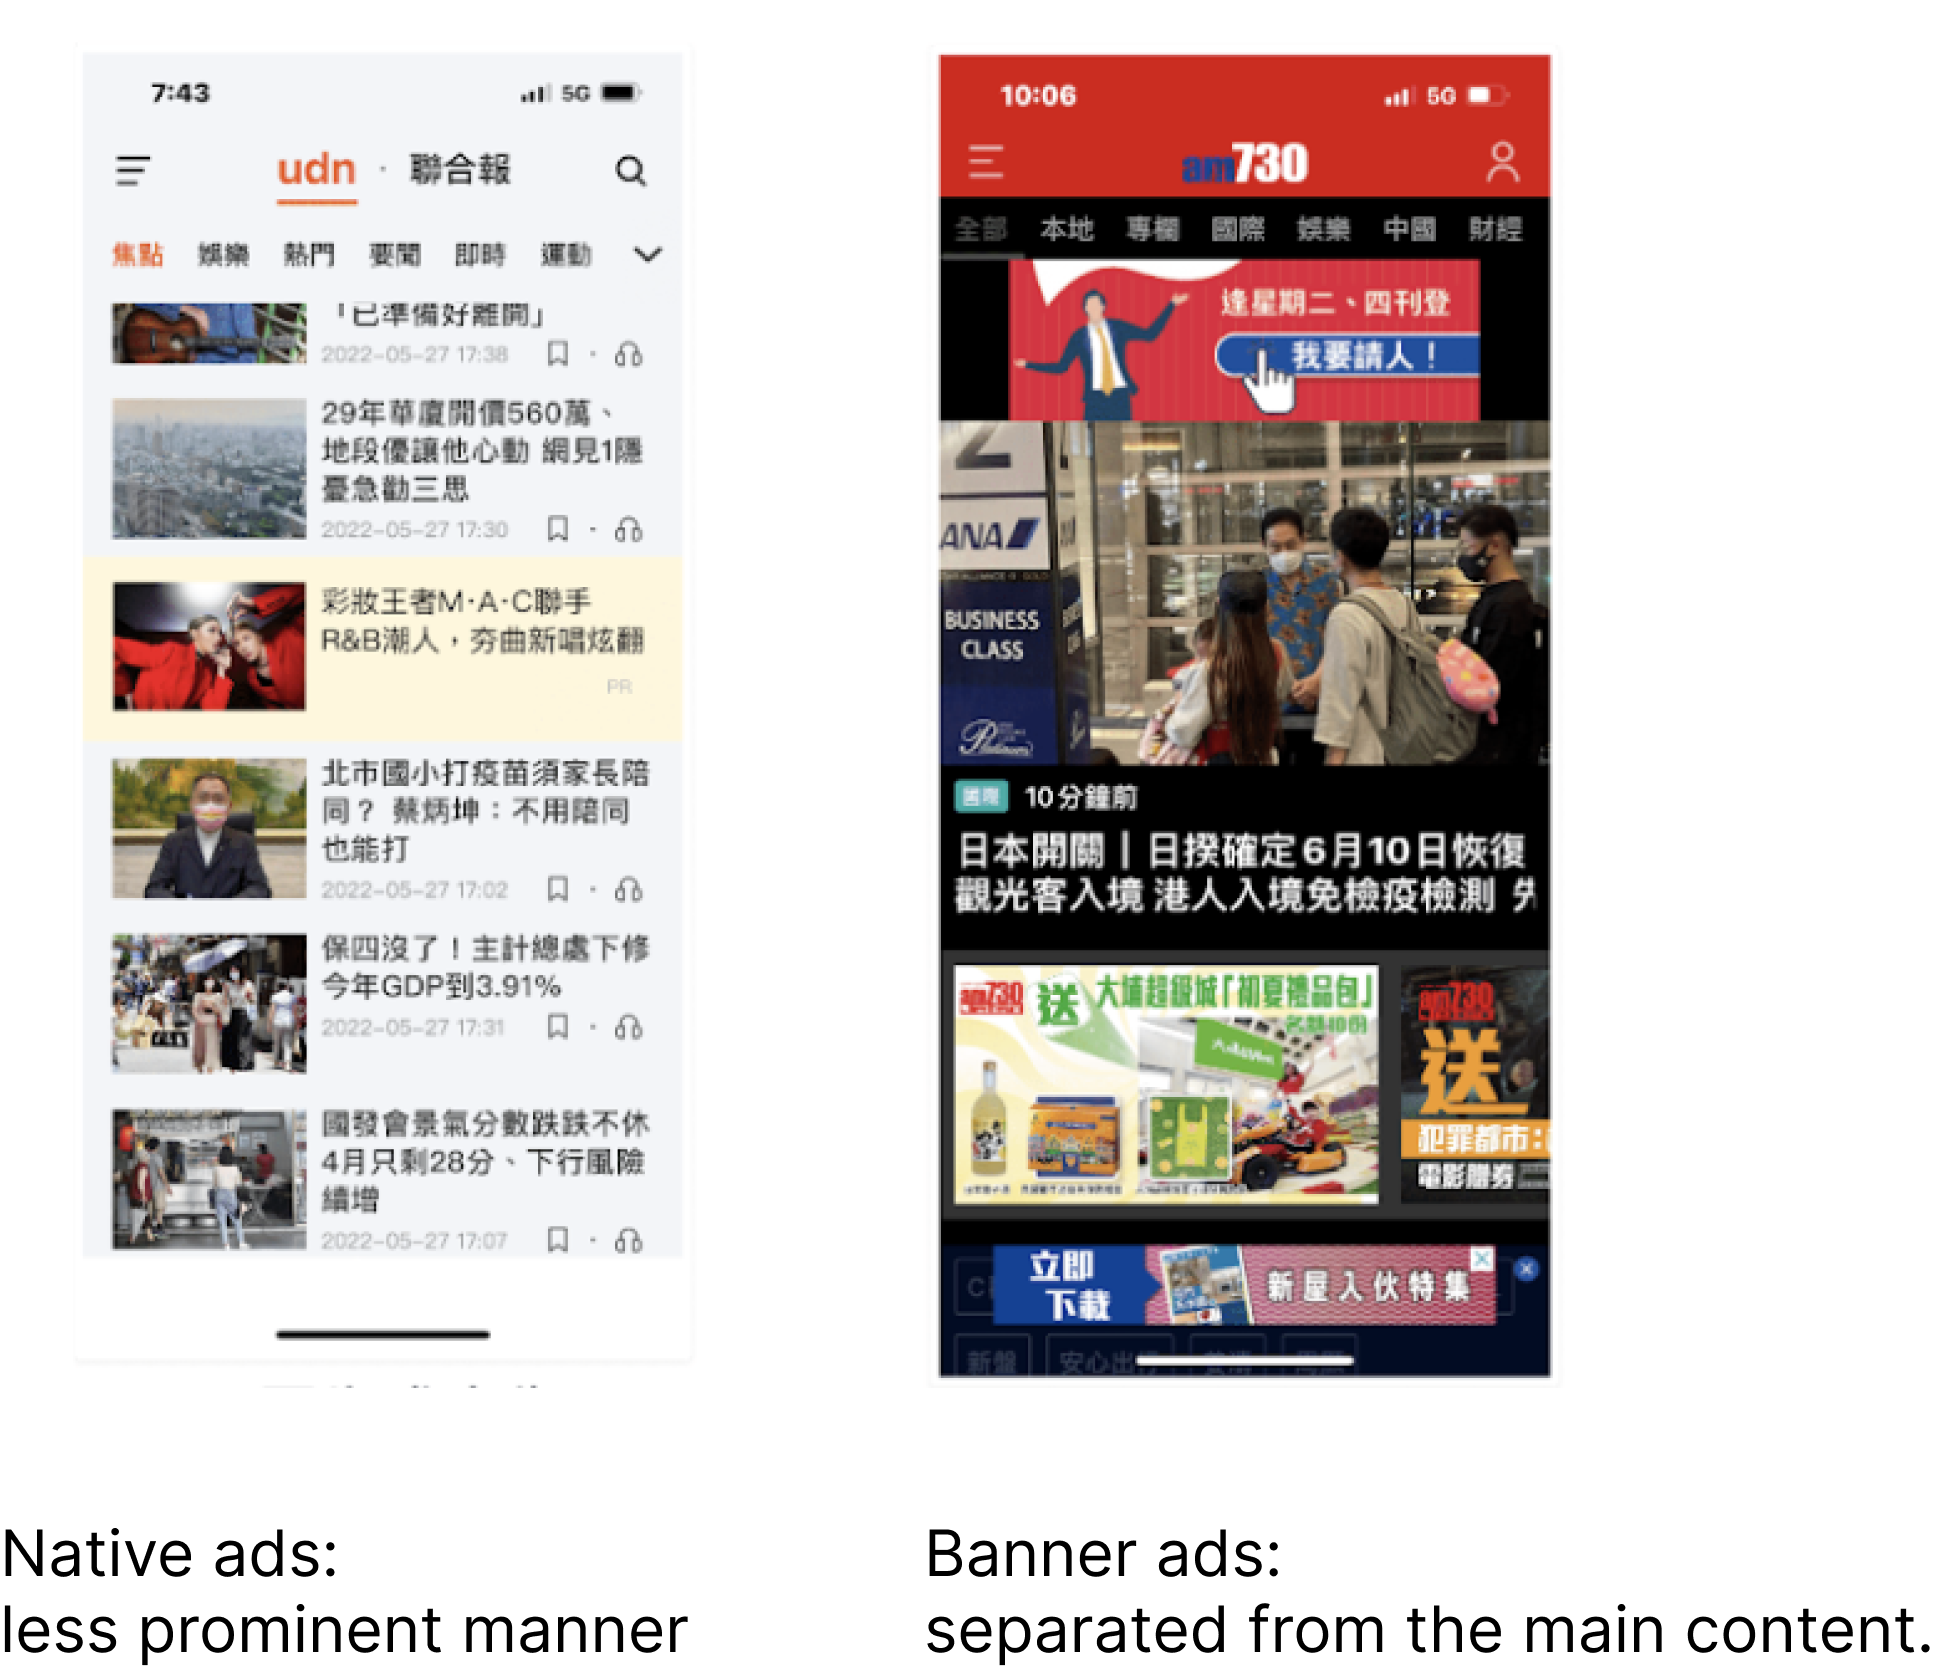 7:43
5G
udn · 聯合報
焦點 娛樂 熱門 要聞 即時 運動
「已準備好離開」
2022-05-27 17:38
29年華廈開價560萬、
地段優讓他心動 網見1隱
憂急勸三思
2022-05-27 17:30
彩妝王者M·A·C聯手
R&B潮人，夯曲新唱炫翻
PR
北市國小打疫苗須家長陪
同？ 蔡炳坤：不用陪同
也能打
2022-05-27 17:02
保四沒了！主計總處下修
今年GDP到3.91%
2022-05-27 17:31
國發會景氣分數跌跌不休
4月只剩28分、下行風險
續增
2022-05-27 17:07
Native ads:
less prominent manner
10:06
5G
am730
全部 本地 專欄 國際 娛樂 中國 財經
逢星期二、四刊登
我要請人！
ANA
BUSINESS
CLASS
Platinum
國際 10分鐘前
日本開關｜日揆確定6月10日恢復
觀光客入境 港人入境免檢疫檢測
am730 送 大埔超級城「初夏禮品包」
名額10份
am730
送
犯罪都市：
電影贈券
立即
下載
新屋入伙特集
新盤 安心出行
Banner ads:
separated from the main content.